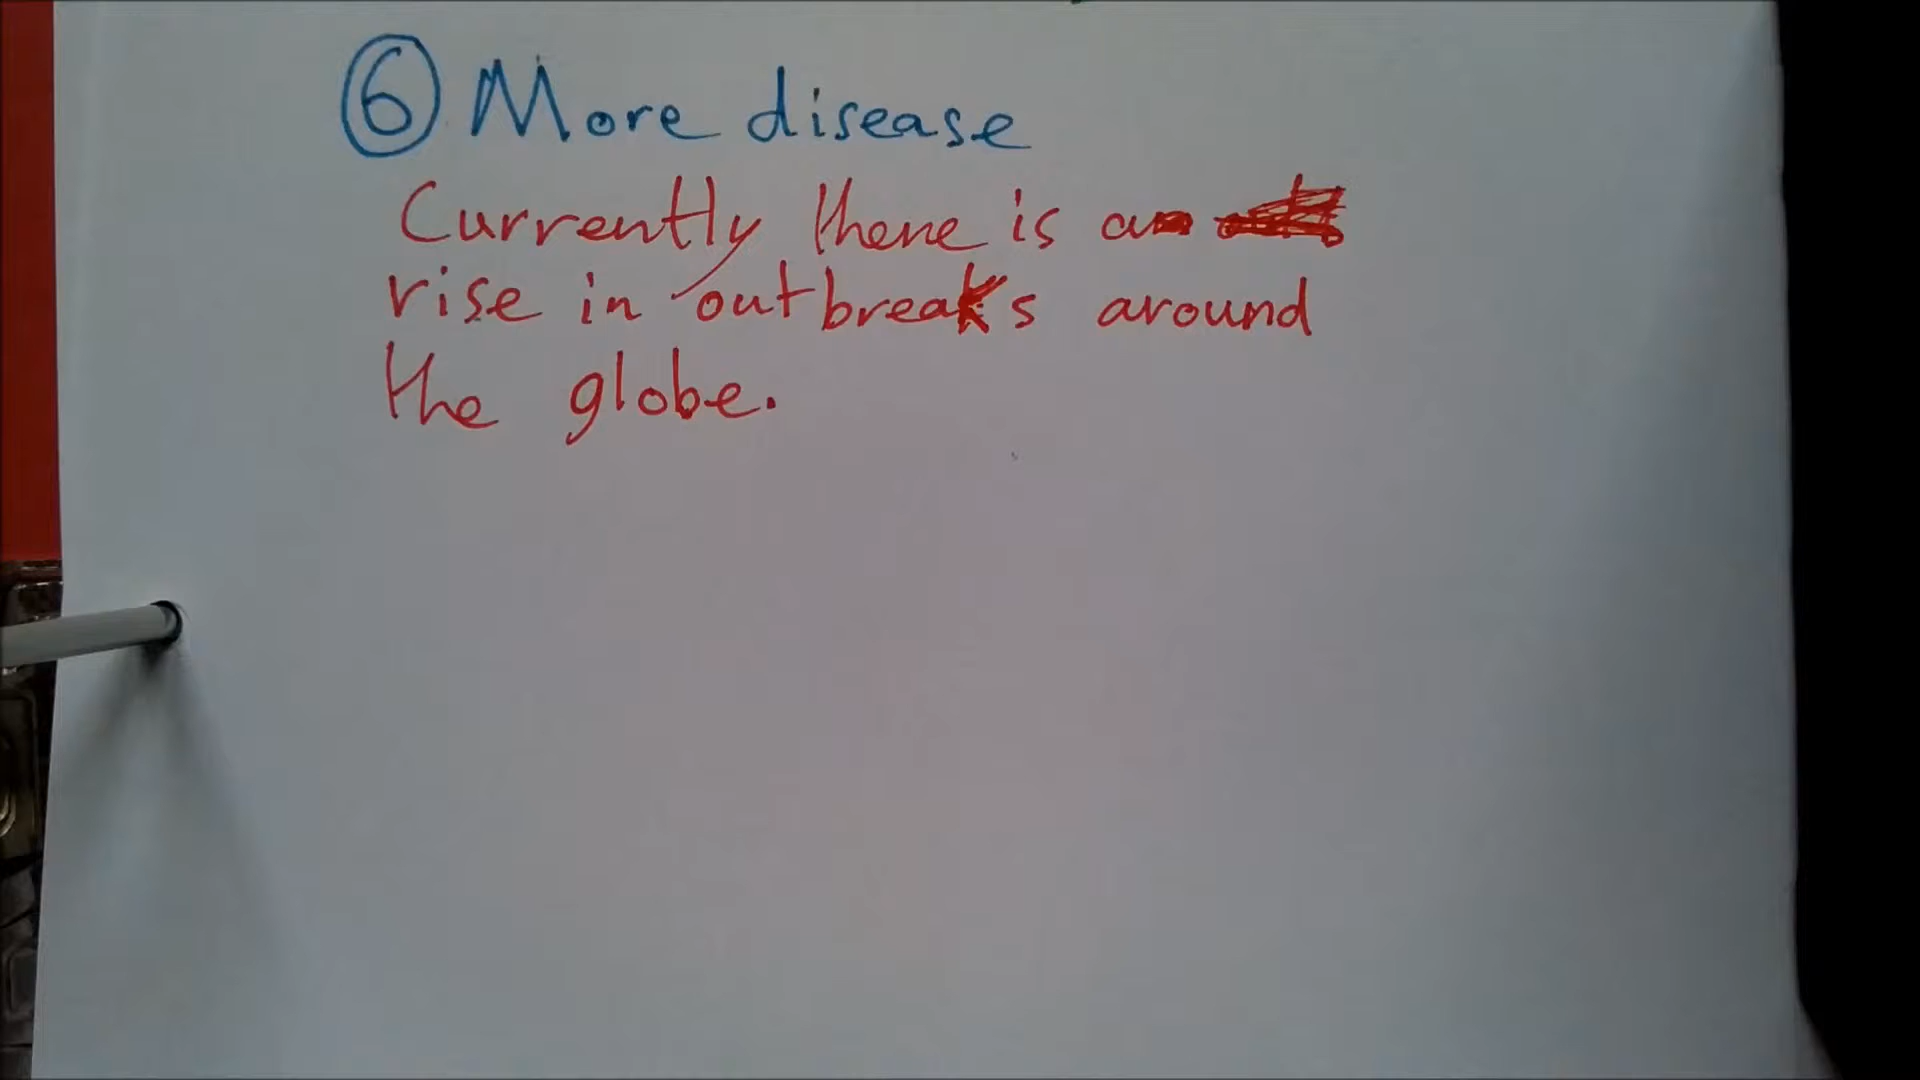 6 More disease
Currently there is a
rise in outbreaks around
the globe.